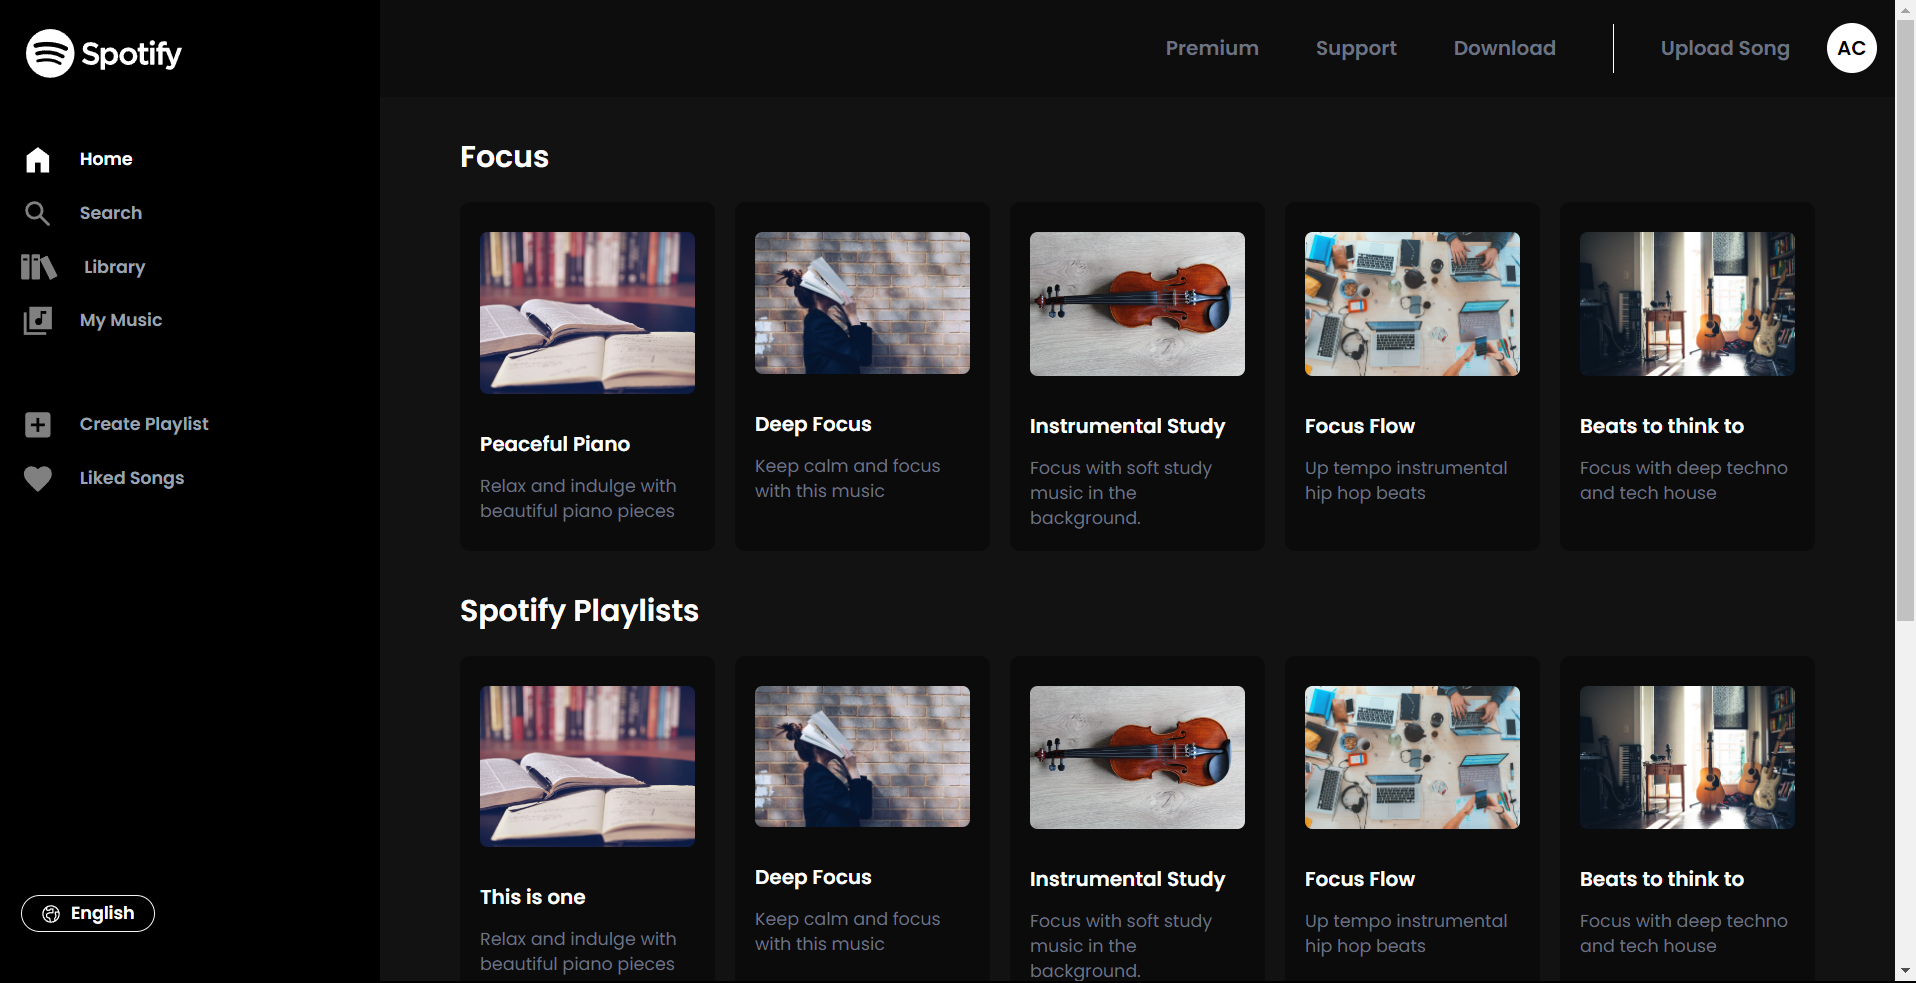 Spotify
Home
Search
Library
My Music
Create Playlist
Liked Songs
English
Premium
Support
Download
Upload Song
AC
Focus
Peaceful Piano
Relax and indulge with
beautiful piano pieces
Deep Focus
Keep calm and focus
with this music
Instrumental Study
Focus with soft study
music in the
background.
Focus Flow
Up tempo instrumental
hip hop beats
Beats to think to
Focus with deep techno
and tech house
Spotify Playlists
This is one
Relax and indulge with
beautiful piano pieces
Deep Focus
Keep calm and focus
with this music
Instrumental Study
Focus with soft study
music in the
background.
Focus Flow
Up tempo instrumental
hip hop beats
Beats to think to
Focus with deep techno
and tech house